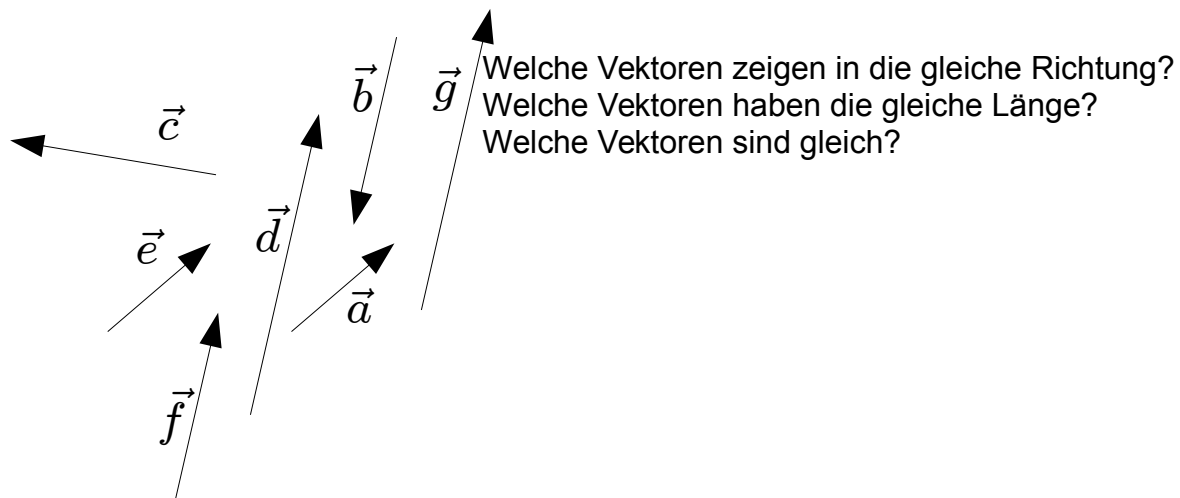 Welche Vektoren zeigen in die gleiche Richtung?
Welche Vektoren haben die gleiche Länge?
Welche Vektoren sind gleich?
b⃗
g⃗
c⃗
d⃗
e⃗
a⃗
f⃗